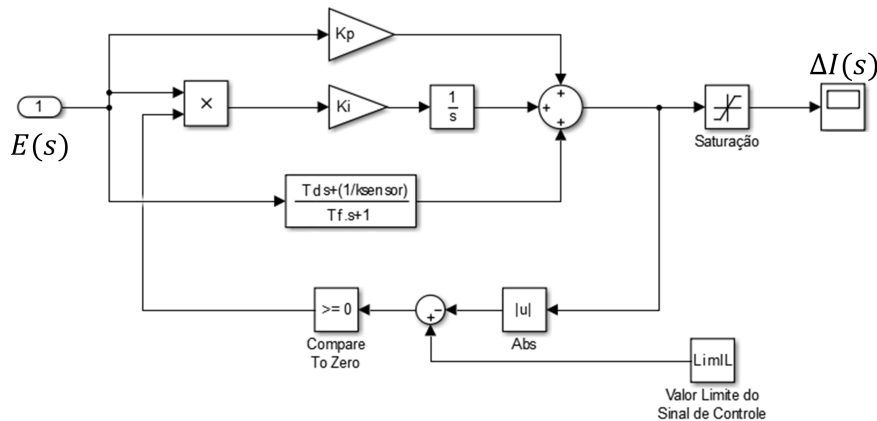 Kp
ΔI(s)
1
×
Ki
1
s
+
+
+
E(s)
Saturação
Tds+(1/ksensor)
Tf.s+1
>= 0
−
+
|u|
Compare
To Zero
Abs
LimIL
Valor Limite do
Sinal de Controle